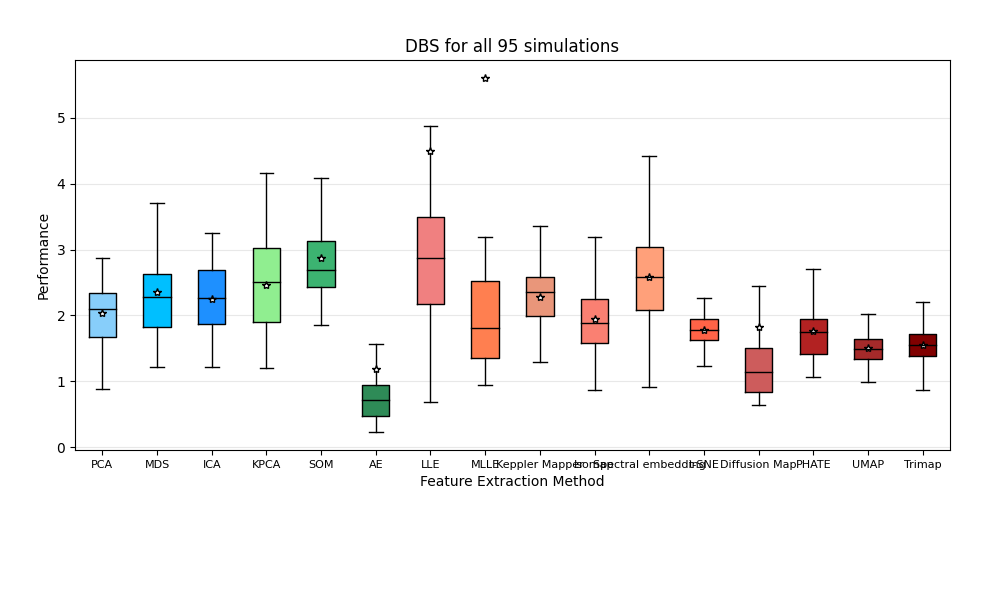 DBS for all 95 simulations
Performance
5
4
3
2
1
0
PCA MDS ICA KPCA SOM AE LLE MLLE Keppler Mapper Isomap Spectral embedding t-SNE Diffusion Map PHATE UMAP Trimap
Feature Extraction Method